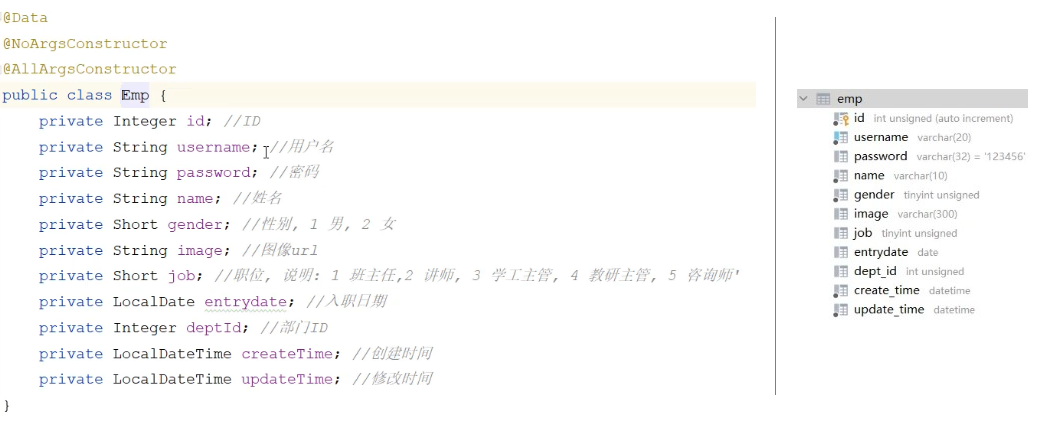 @Data
@NoArgsConstructor
@AllArgsConstructor
public class Emp {
private Integer id; //ID
private String username; //用户名
private String password; //密码
private String name; //姓名
private Short gender; //性别, 1 男, 2 女
private String image; //图像url
private Short job; //职位, 说明: 1 班主任,2 讲师, 3 学工主管, 4 教研主管, 5 咨询师'
private LocalDate entrydate; //入职日期
private Integer deptId; //部门ID
private LocalDateTime createTime; //创建时间
private LocalDateTime updateTime; //修改时间
}
emp
id int unsigned (auto increment)
username varchar(20)
password varchar(32) = '123456'
name varchar(10)
gender tinyint unsigned
image varchar(300)
job tinyint unsigned
entrydate date
dept_id int unsigned
create_time datetime
update_time datetime